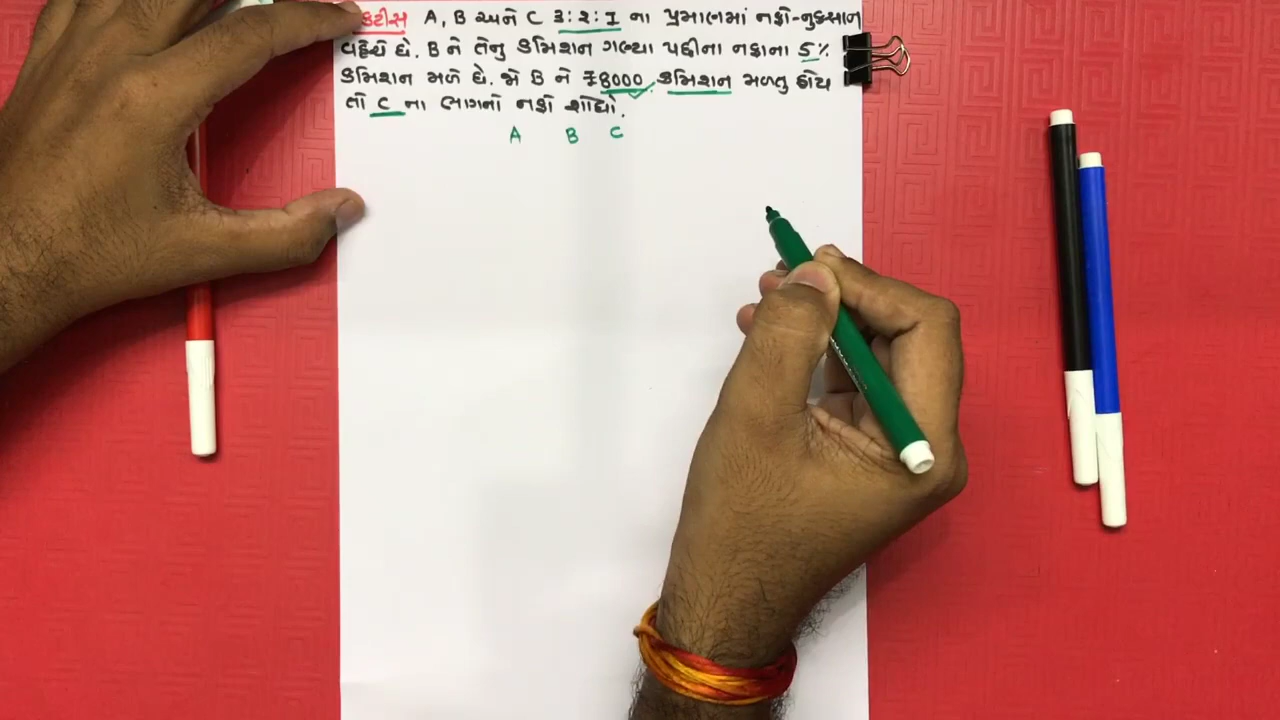 કટીસ A, B અને C 3:2:1 ના પ્રમાણમાં નફો-નુકસાન
વહેંચે છે. B ને તેનુ કમિશન ગણ્યા પછીના નફાના 5%
કમિશન મળે છે. જો B ને ₹8000 કમિશન મળતુ હોય
તો C ના ભાગનો નફો શોધો.
A B C